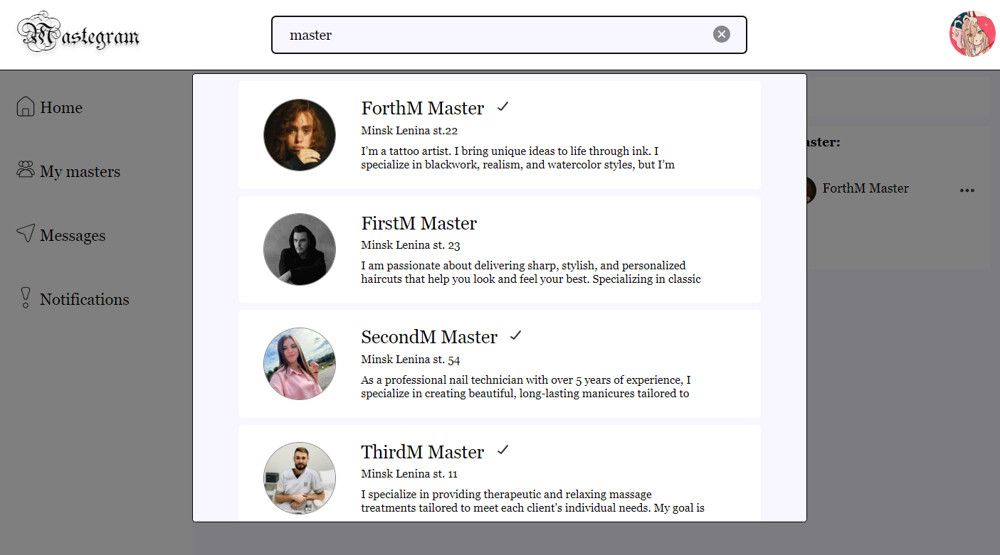 Mastegram
master
Home
My masters
Messages
Notifications
ForthM Master
Minsk Lenina st.22
I’m a tattoo artist. I bring unique ideas to life through ink. I
specialize in blackwork, realism, and watercolor styles, but I’m
FirstM Master
Minsk Lenina st. 23
I am passionate about delivering sharp, stylish, and personalized
haircuts that help you look and feel your best. Specializing in classic
SecondM Master
Minsk Lenina st. 54
As a professional nail technician with over 5 years of experience, I
specialize in creating beautiful, long-lasting manicures tailored to
ThirdM Master
Minsk Lenina st. 11
I specialize in providing therapeutic and relaxing massage
treatments tailored to meet each client's individual needs. My goal is
aster:
ForthM Master